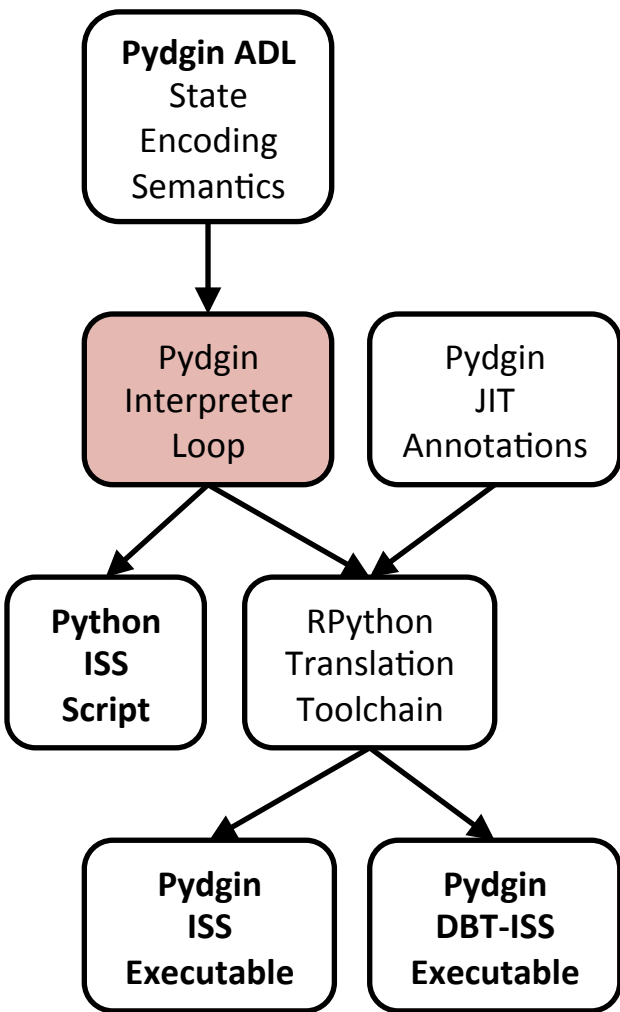 Pydgin ADL
State
Encoding
Semantics
Pydgin
Interpreter
Loop
Pydgin
JIT
Annotations
Python
ISS
Script
RPython
Translation
Toolchain
Pydgin
ISS
Executable
Pydgin
DBT-ISS
Executable